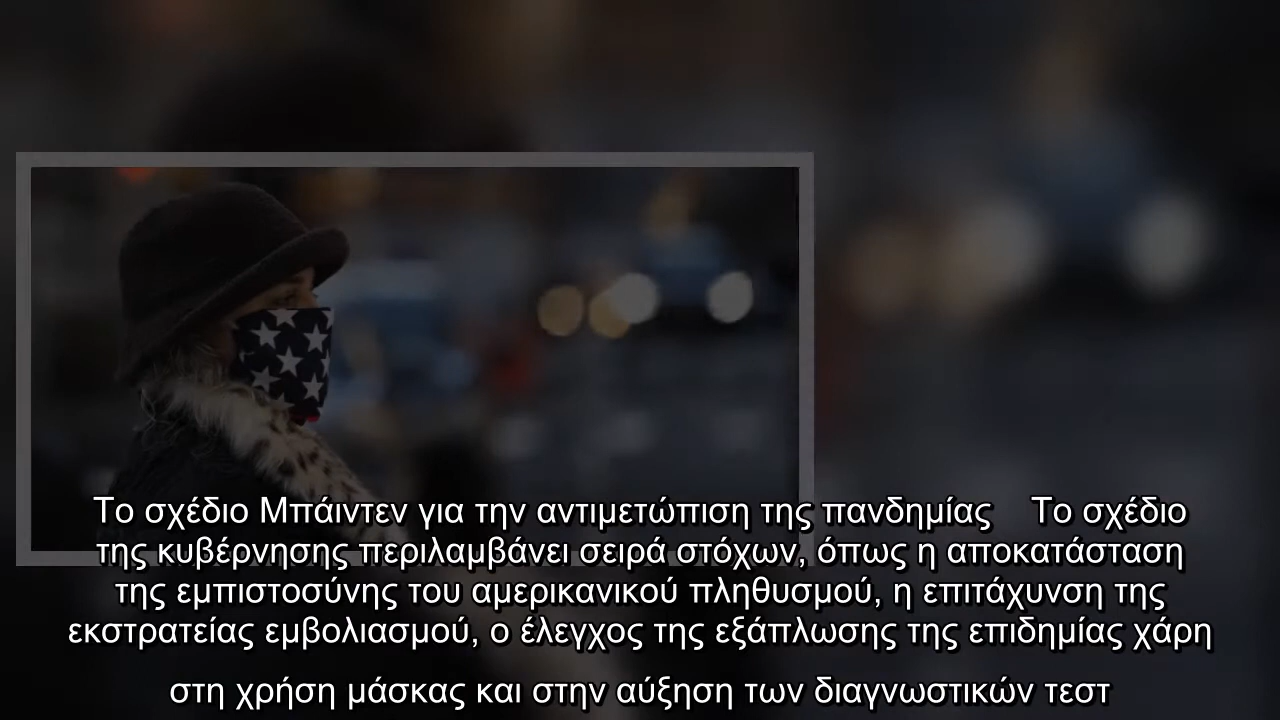 Το σχέδιο Μπάιντεν για την αντιμετώπιση της πανδημίας Το σχέδιο
της κυβέρνησης περιλαμβάνει σειρά στόχων, όπως η αποκατάσταση
της εμπιστοσύνης του αμερικανικού πληθυσμού, η επιτάχυνση της
εκστρατείας εμβολιασμού, ο έλεγχος της εξάπλωσης της επιδημίας χάρη
στη χρήση μάσκας και στην αύξηση των διαγνωστικών τεστ